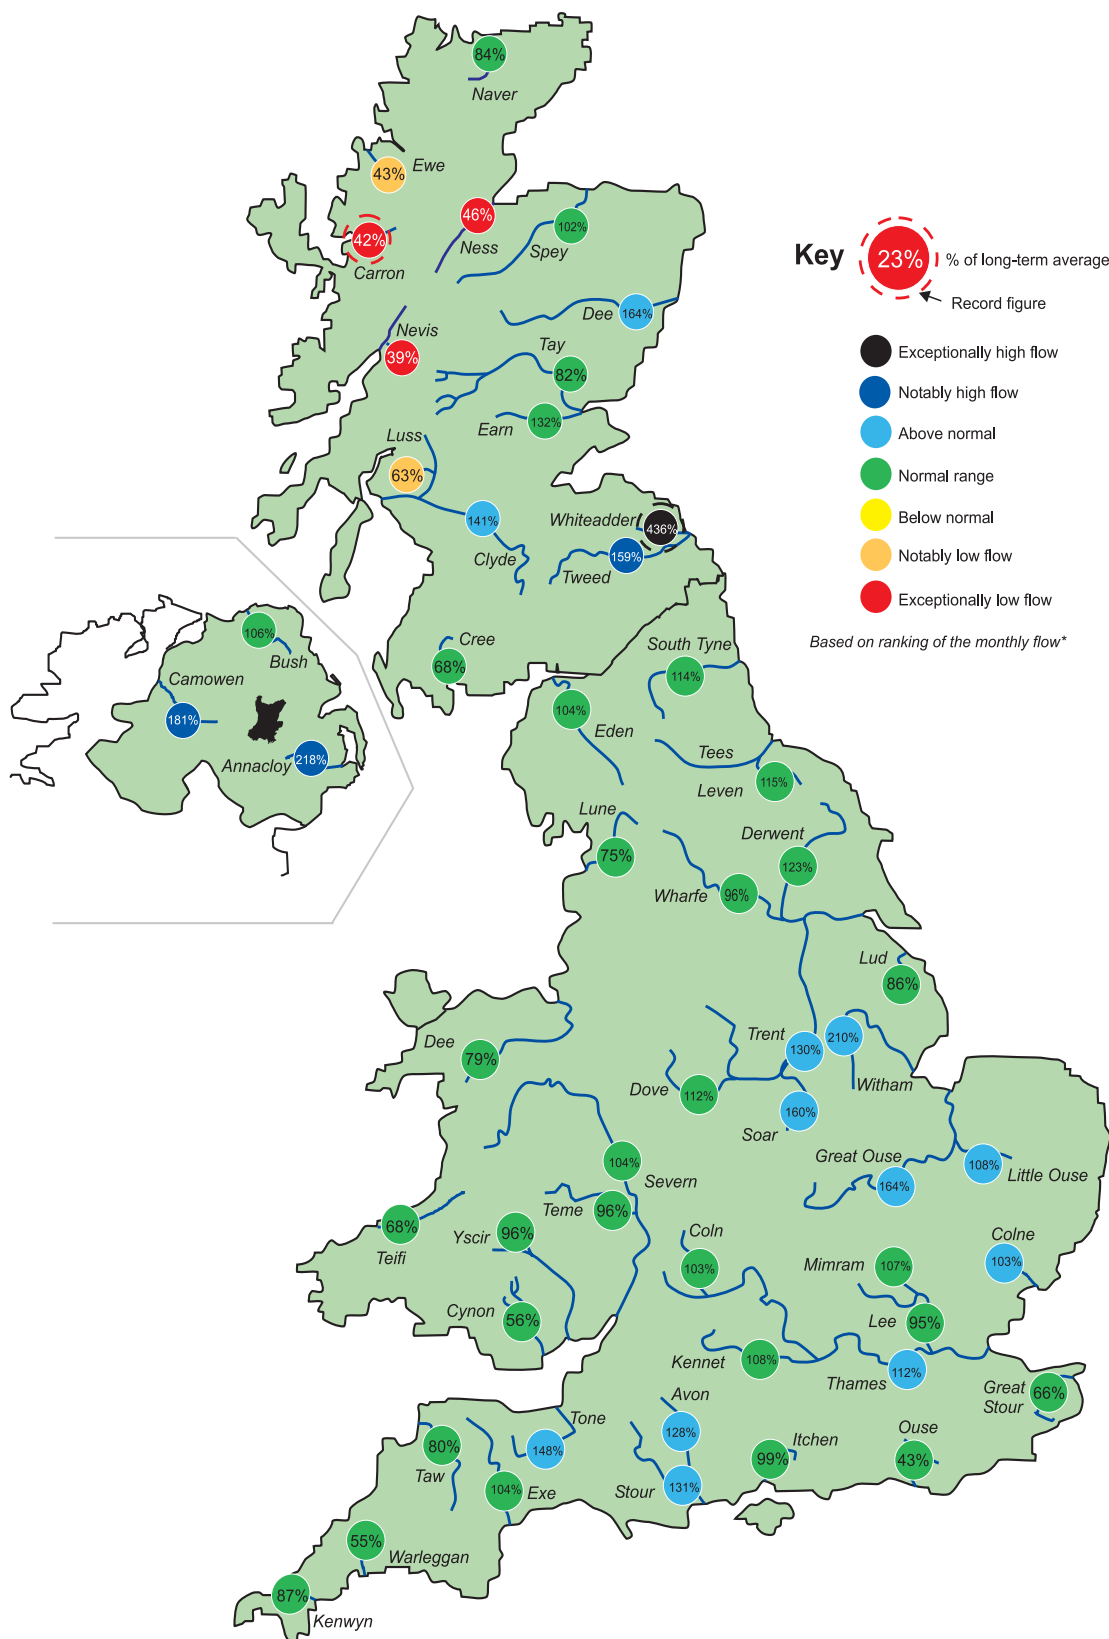 84%
Naver
Ewe
43%
46%
Ness
102%
Spey
42%
Carron
Key
23%
% of long-term average
Record figure
Dee
164%
Nevis
39%
Tay
82%
Earn
132%
Exceptionally high flow
Notably high flow
Above normal
Normal range
Below normal
Notably low flow
Exceptionally low flow
Based on ranking of the monthly flow*
Luss
63%
141%
Clyde
Whiteadder
436%
159%
Tweed
Cree
68%
South Tyne
114%
106%
Bush
Camowen
181%
Annacloy
218%
104%
Eden
Tees
Leven
115%
Lune
75%
Derwent
123%
Wharfe
96%
Lud
86%
Dee
79%
Trent
130%
210%
Witham
Dove
112%
160%
Soar
104%
Severn
Great Ouse
164%
108%
Little Ouse
Teme
96%
68%
Teifi
Yscir
96%
Coln
103%
Mimram
107%
Colne
103%
Cynon
56%
Lee
95%
Kennet
108%
Thames
112%
Great
Stour
66%
Tone
148%
Avon
128%
Itchen
99%
Ouse
43%
80%
Taw
104%
Exe
Stour
131%
55%
Warleggan
87%
Kenwyn